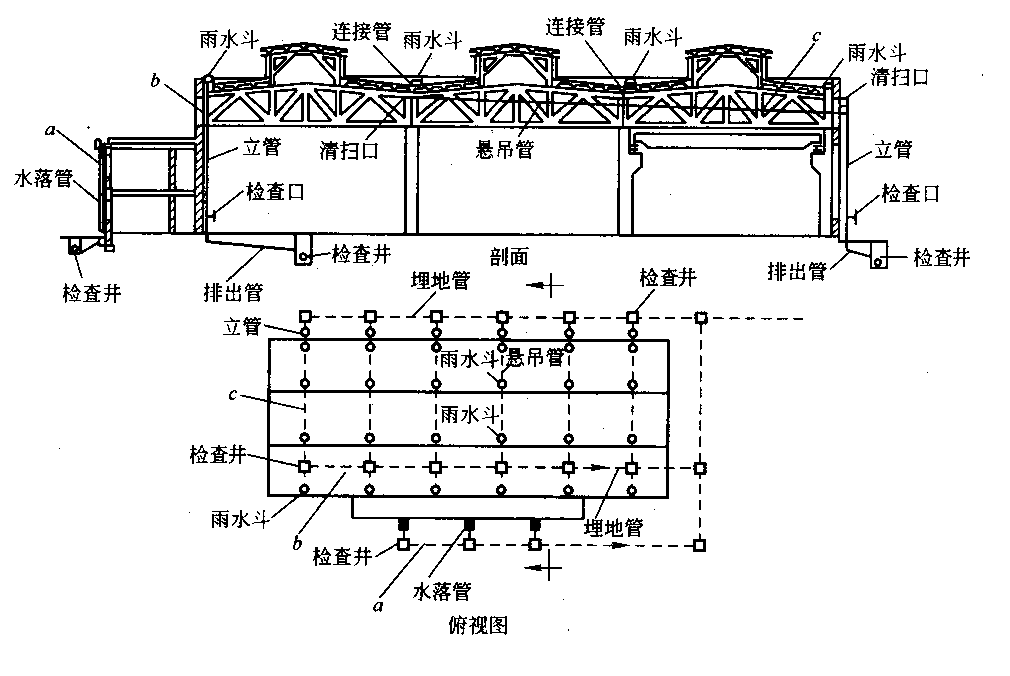 雨水斗
连接管
雨水斗
连接管
雨水斗
c
雨水斗
清扫口
b
a
立管
清扫口
悬吊管
立管
水落管
检查口
检查口
检查井
排出管
检查井
剖面
排出管
检查井
埋地管
检查井
立管
雨水斗
悬吊管
c
雨水斗
检查井
雨水斗
b
埋地管
检查井
a
水落管
俯视图